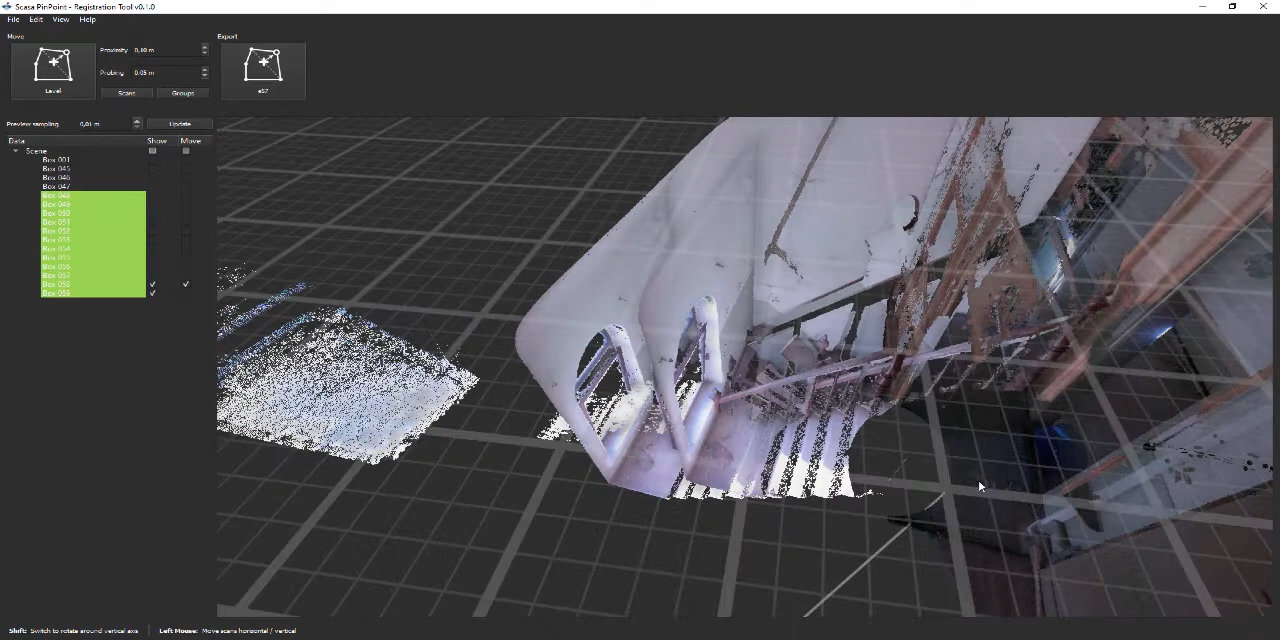 Scasa PinPoint - Registration Tool v0.1.0
File Edit View Help
Move Export
Proximity 0,10 m
Probing 0,05 m
Level e57
Scans Groups
Preview sampling 0,01 m Update
Data Show Move
Scene
Box 001
Box 045
Box 046
Box 047
Box 048
Box 049
Box 050
Box 051
Box 052
Box 053
Box 054
Box 055
Box 056
Box 057
Box 058
Box 059
Shift: Switch to rotate around vertical axis Left Mouse: Move scans horizontal / vertical